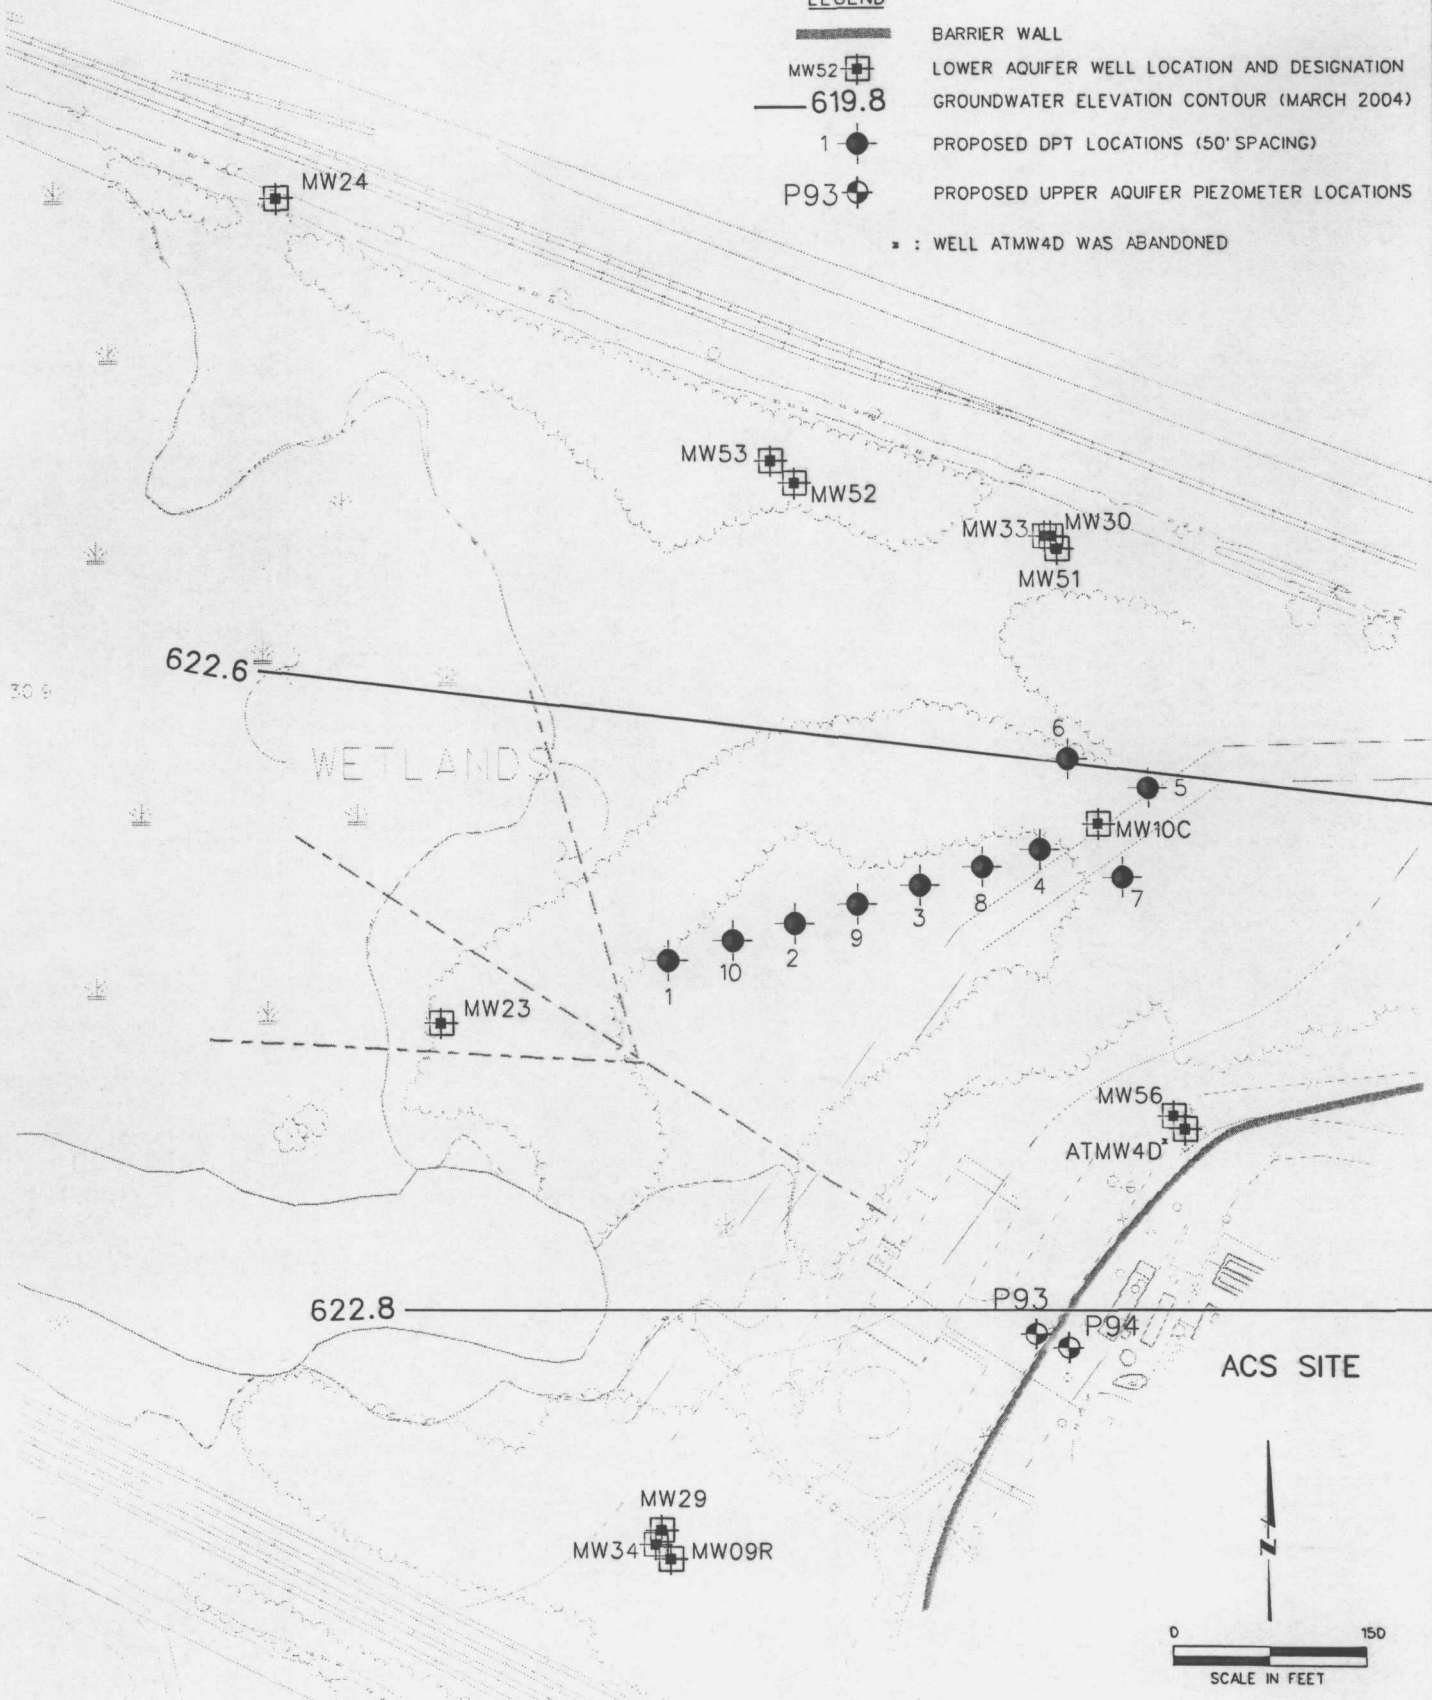 LEGEND
BARRIER WALL
MW52 LOWER AQUIFER WELL LOCATION AND DESIGNATION
619.8 GROUNDWATER ELEVATION CONTOUR (MARCH 2004)
1 PROPOSED DPT LOCATIONS (50' SPACING)
P93 PROPOSED UPPER AQUIFER PIEZOMETER LOCATIONS
* : WELL ATMW4D WAS ABANDONED
MW24
MW53
MW52
MW33 MW30
MW51
622.6
30 9
WETLANDS
6
5
MW10C
4
7
8
3
9
2
10
1
MW23
MW56
ATMW4D*
622.8
P93
P94
ACS SITE
MW29
MW34 MW09R
N
0 150
SCALE IN FEET